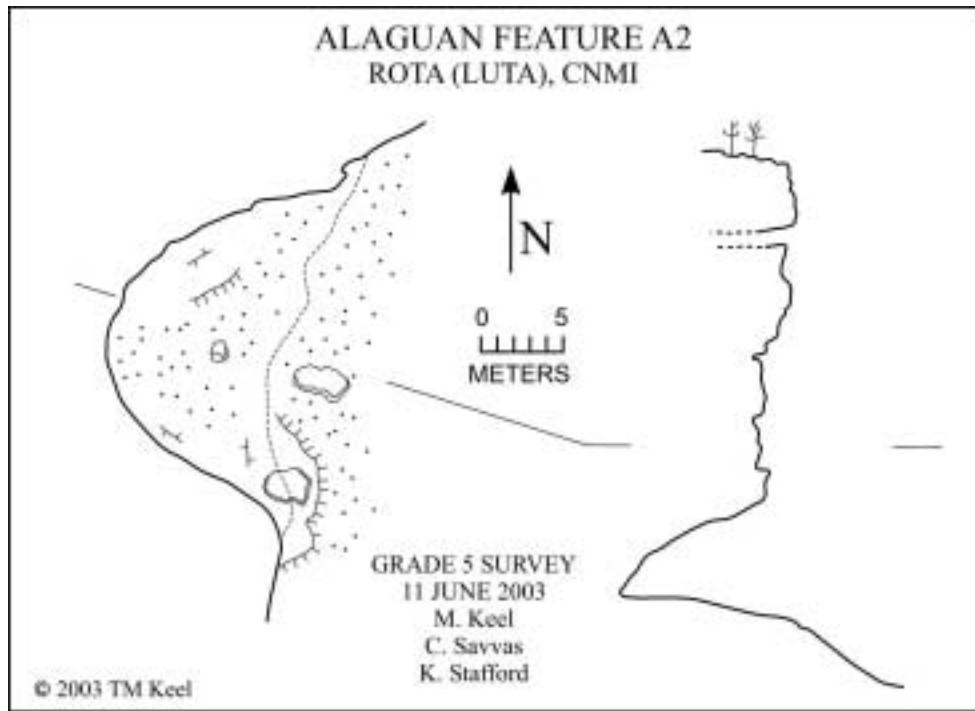 ALAGUAN FEATURE A2
ROTA (LUTA), CNMI
N
0 5
METERS
GRADE 5 SURVEY
11 JUNE 2003
M. Keel
C. Savvas
K. Stafford
© 2003 TM Keel